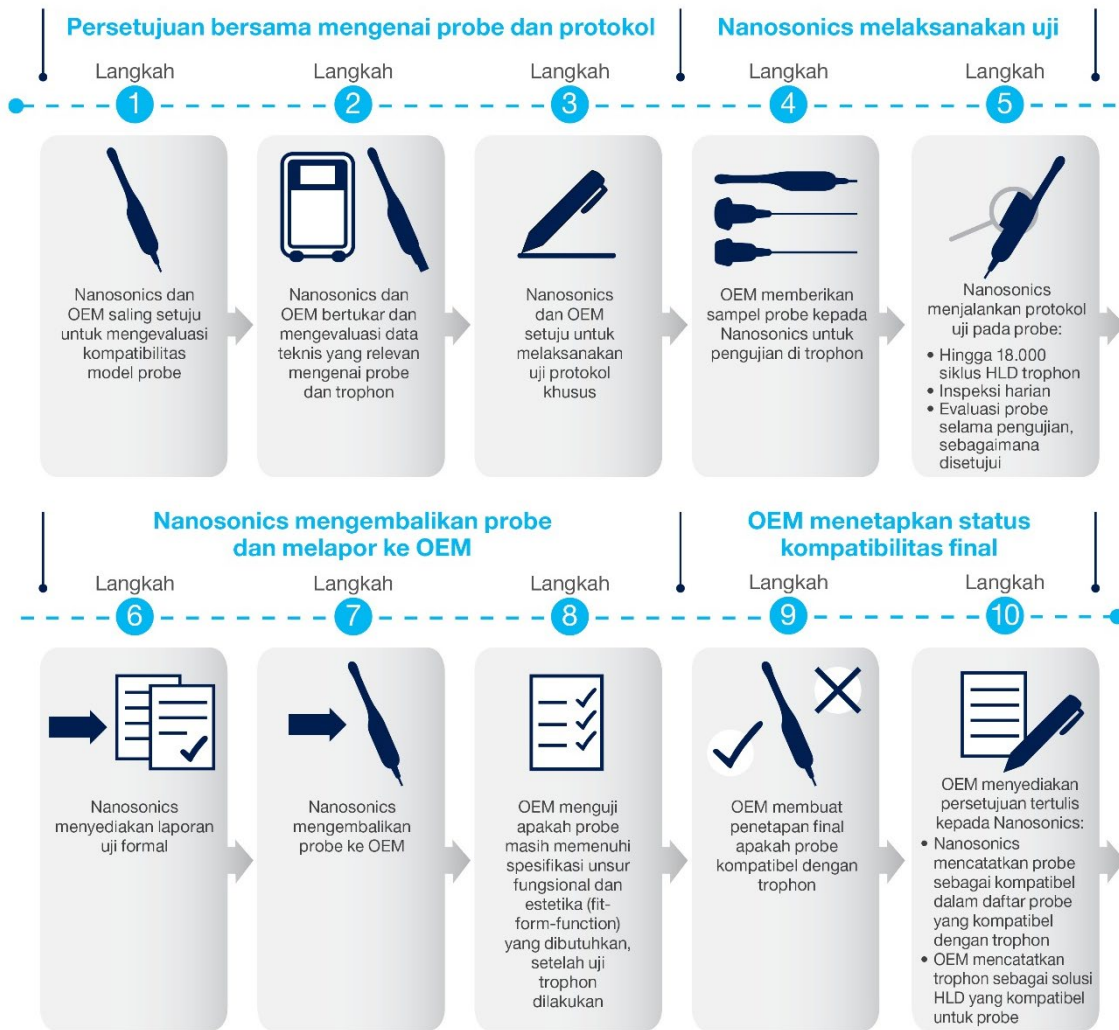 Persetujuan bersama mengenai probe dan protokol
Nanosonics melaksanakan uji
Langkah
1
Langkah
2
Langkah
3
Langkah
4
Langkah
5
Nanosonics dan
OEM saling setuju
untuk mengevaluasi
kompatibilitas
model probe
Nanosonics dan
OEM bertukar dan
mengevaluasi data
teknis yang relevan
mengenai probe
dan trophon
Nanosonics
dan OEM
setuju untuk
melaksanakan
uji protokol
khusus
OEM memberikan
sampel probe kepada
Nanosonics untuk
pengujian di trophon
Nanosonics
menjalankan protokol
uji pada probe:
• Hingga 18.000
siklus HLD trophon
• Inspeksi harian
• Evaluasi probe
selama pengujian,
sebagaimana
disetujui
Nanosonics mengembalikan probe
dan melapor ke OEM
OEM menetapkan status
kompatibilitas final
Langkah
6
Langkah
7
Langkah
8
Langkah
9
Langkah
10
Nanosonics
menyediakan laporan
uji formal
Nanosonics
mengembalikan
probe ke OEM
OEM menguji
apakah probe
masih memenuhi
spesifikasi unsur
fungsional dan
estetika (fit-
form-function)
yang dibutuhkan,
setelah uji
trophon
dilakukan
OEM membuat
penetapan final
apakah probe
kompatibel dengan
trophon
OEM menyediakan
persetujuan tertulis
kepada Nanosonics:
• Nanosonics
mencatatkan probe
sebagai kompatibel
dalam daftar probe
yang kompatibel
dengan trophon
• OEM mencatatkan
trophon sebagai solusi
HLD yang kompatibel
untuk probe